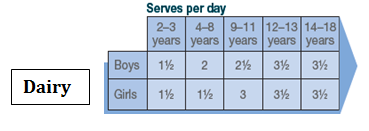 Serves per day
2–3 years 4–8 years 9–11 years 12–13 years 14–18 years
Boys 1½ 2 2½ 3½ 3½
Dairy
Girls 1½ 1½ 3 3½ 3½